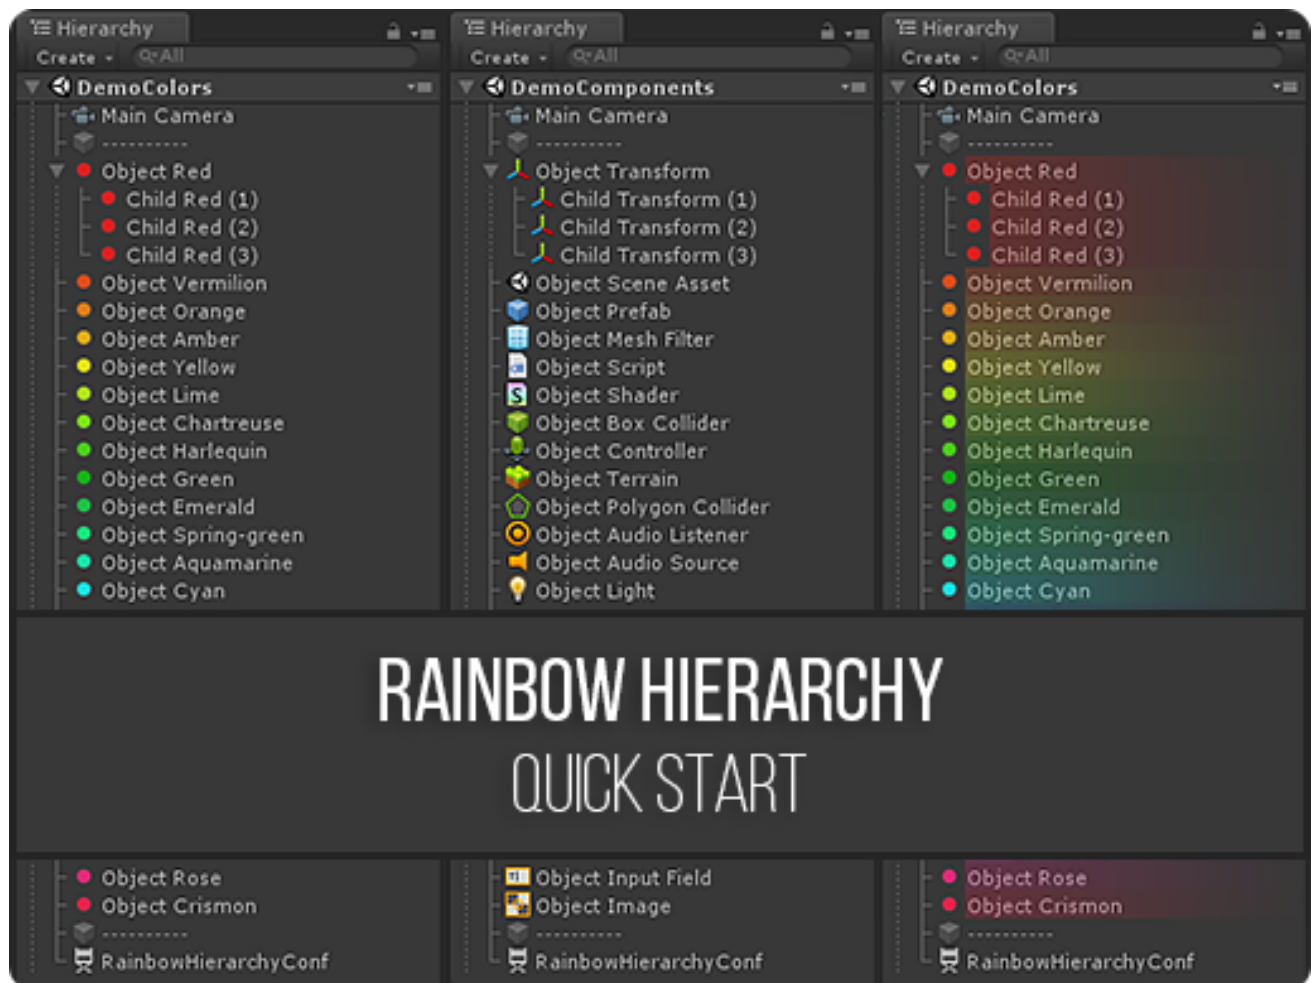 Hierarchy
Create
All
DemoColors
Main Camera
----------
Object Red
Child Red (1)
Child Red (2)
Child Red (3)
Object Vermilion
Object Orange
Object Amber
Object Yellow
Object Lime
Object Chartreuse
Object Harlequin
Object Green
Object Emerald
Object Spring-green
Object Aquamarine
Object Cyan
Hierarchy
Create
All
DemoComponents
Main Camera
----------
Object Transform
Child Transform (1)
Child Transform (2)
Child Transform (3)
Object Scene Asset
Object Prefab
Object Mesh Filter
Object Script
Object Shader
Object Box Collider
Object Controller
Object Terrain
Object Polygon Collider
Object Audio Listener
Object Audio Source
Object Light
Hierarchy
Create
All
DemoColors
Main Camera
----------
Object Red
Child Red (1)
Child Red (2)
Child Red (3)
Object Vermilion
Object Orange
Object Amber
Object Yellow
Object Lime
Object Chartreuse
Object Harlequin
Object Green
Object Emerald
Object Spring-green
Object Aquamarine
Object Cyan
RAINBOW HIERARCHY
QUICK START
Object Rose
Object Crismon
----------
RainbowHierarchyConf
Object Input Field
Object Image
----------
RainbowHierarchyConf
Object Rose
Object Crismon
----------
RainbowHierarchyConf